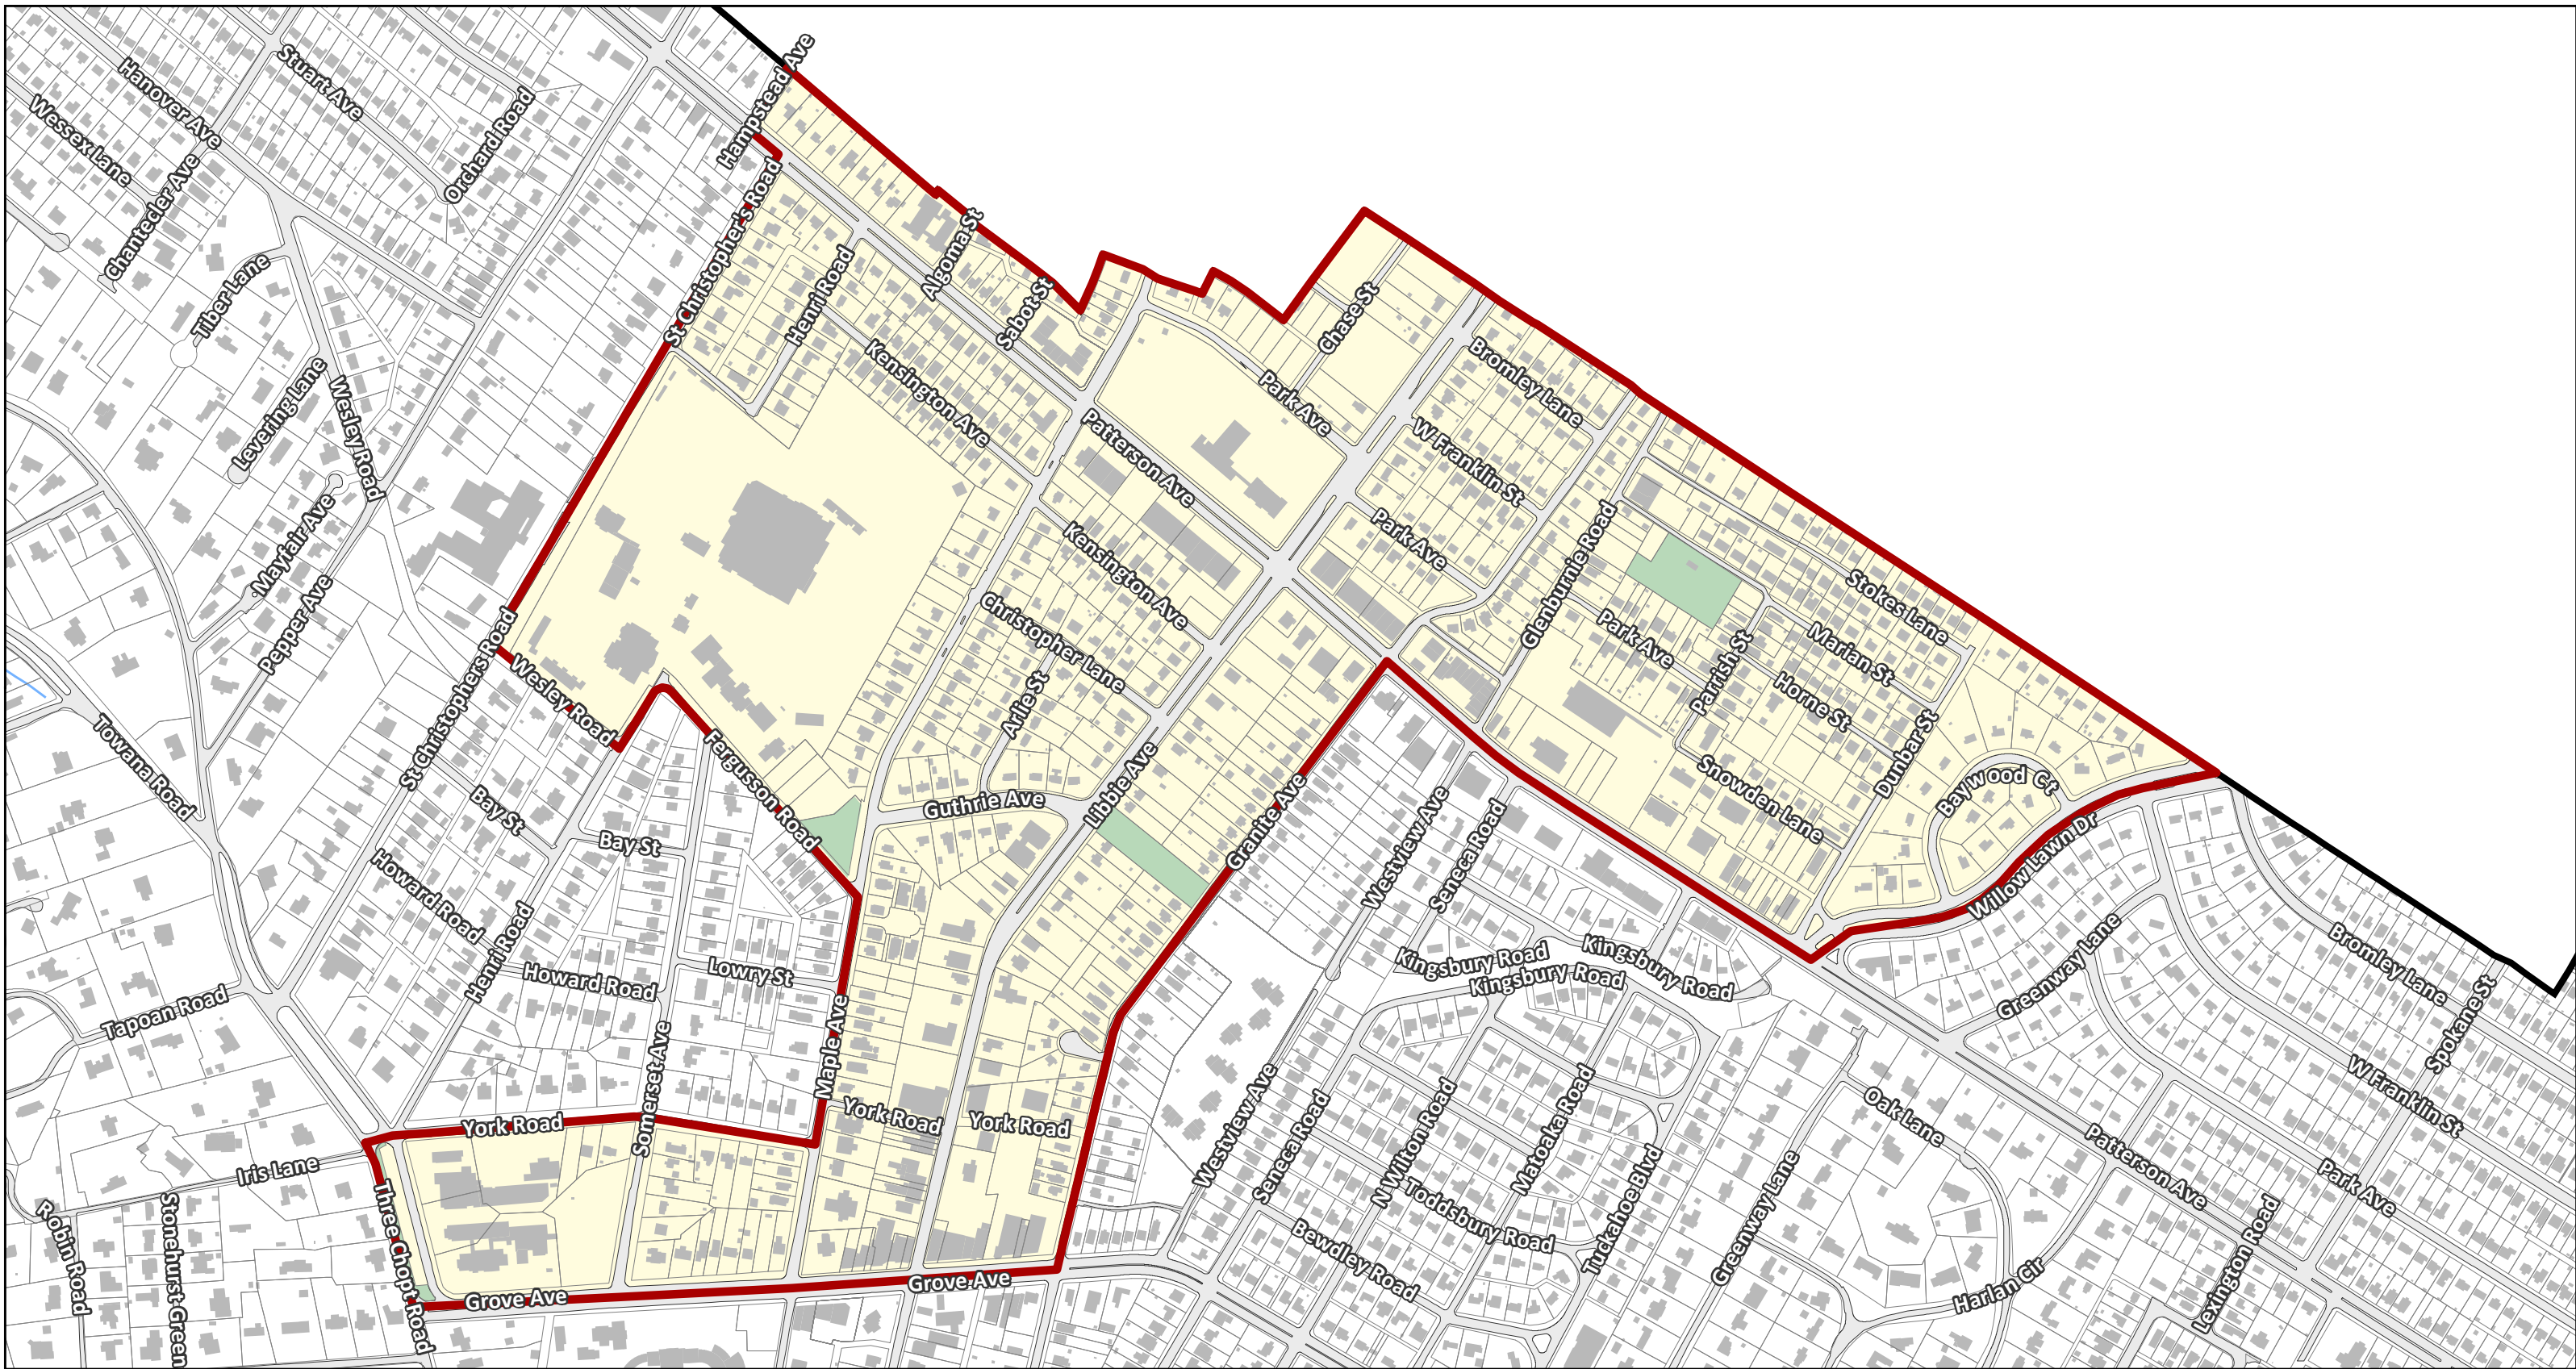 Hampstead Ave
Stuart Ave
Hanover Ave
Wessex Lane
Orchard Road
Chantecler Ave
St Christopher's Road
Algoma St
Henri Road
Sabot St
Tiber Lane
Chase St
Kensington Ave
Bromley Lane
Park Ave
Levering Lane
Wesley Road
Patterson Ave
W Franklin St
Mayfair Ave
Park Ave
Kensington Ave
Glenburnie Road
Pepper Ave
Christopher Lane
Stokes Lane
Park Ave
Marian St
St Christophers Road
Wesley Road
Arlie St
Parrish St
Horne St
Towana Road
Fergusson Road
Libbie Ave
Dunbar St
Baywood Ct
Snowden Lane
Guthrie Ave
Granite Ave
Bay St
Bay St
Westview Ave
Seneca Road
Willow Lawn Dr
Howard Road
Henri Road
Kingsbury Road
Kingsbury Road
Kingsbury Road
Greenway Lane
Bromley Lane
Howard Road
Lowry St
Tapoan Road
Spokane St
Somerset Ave
Maple Ave
York Road
York Road
York Road
Westview Ave
Seneca Road
N Wilton Road
Matoaka Road
Oak Lane
W Franklin St
Iris Lane
Patterson Ave
Park Ave
Toddsbury Road
Tuckahoe Blvd
Greenway Lane
Robin Road
Stonehurst Green
Three Chopt Road
Bewdley Road
Harlan Cir
Lexington Road
Grove Ave
Grove Ave